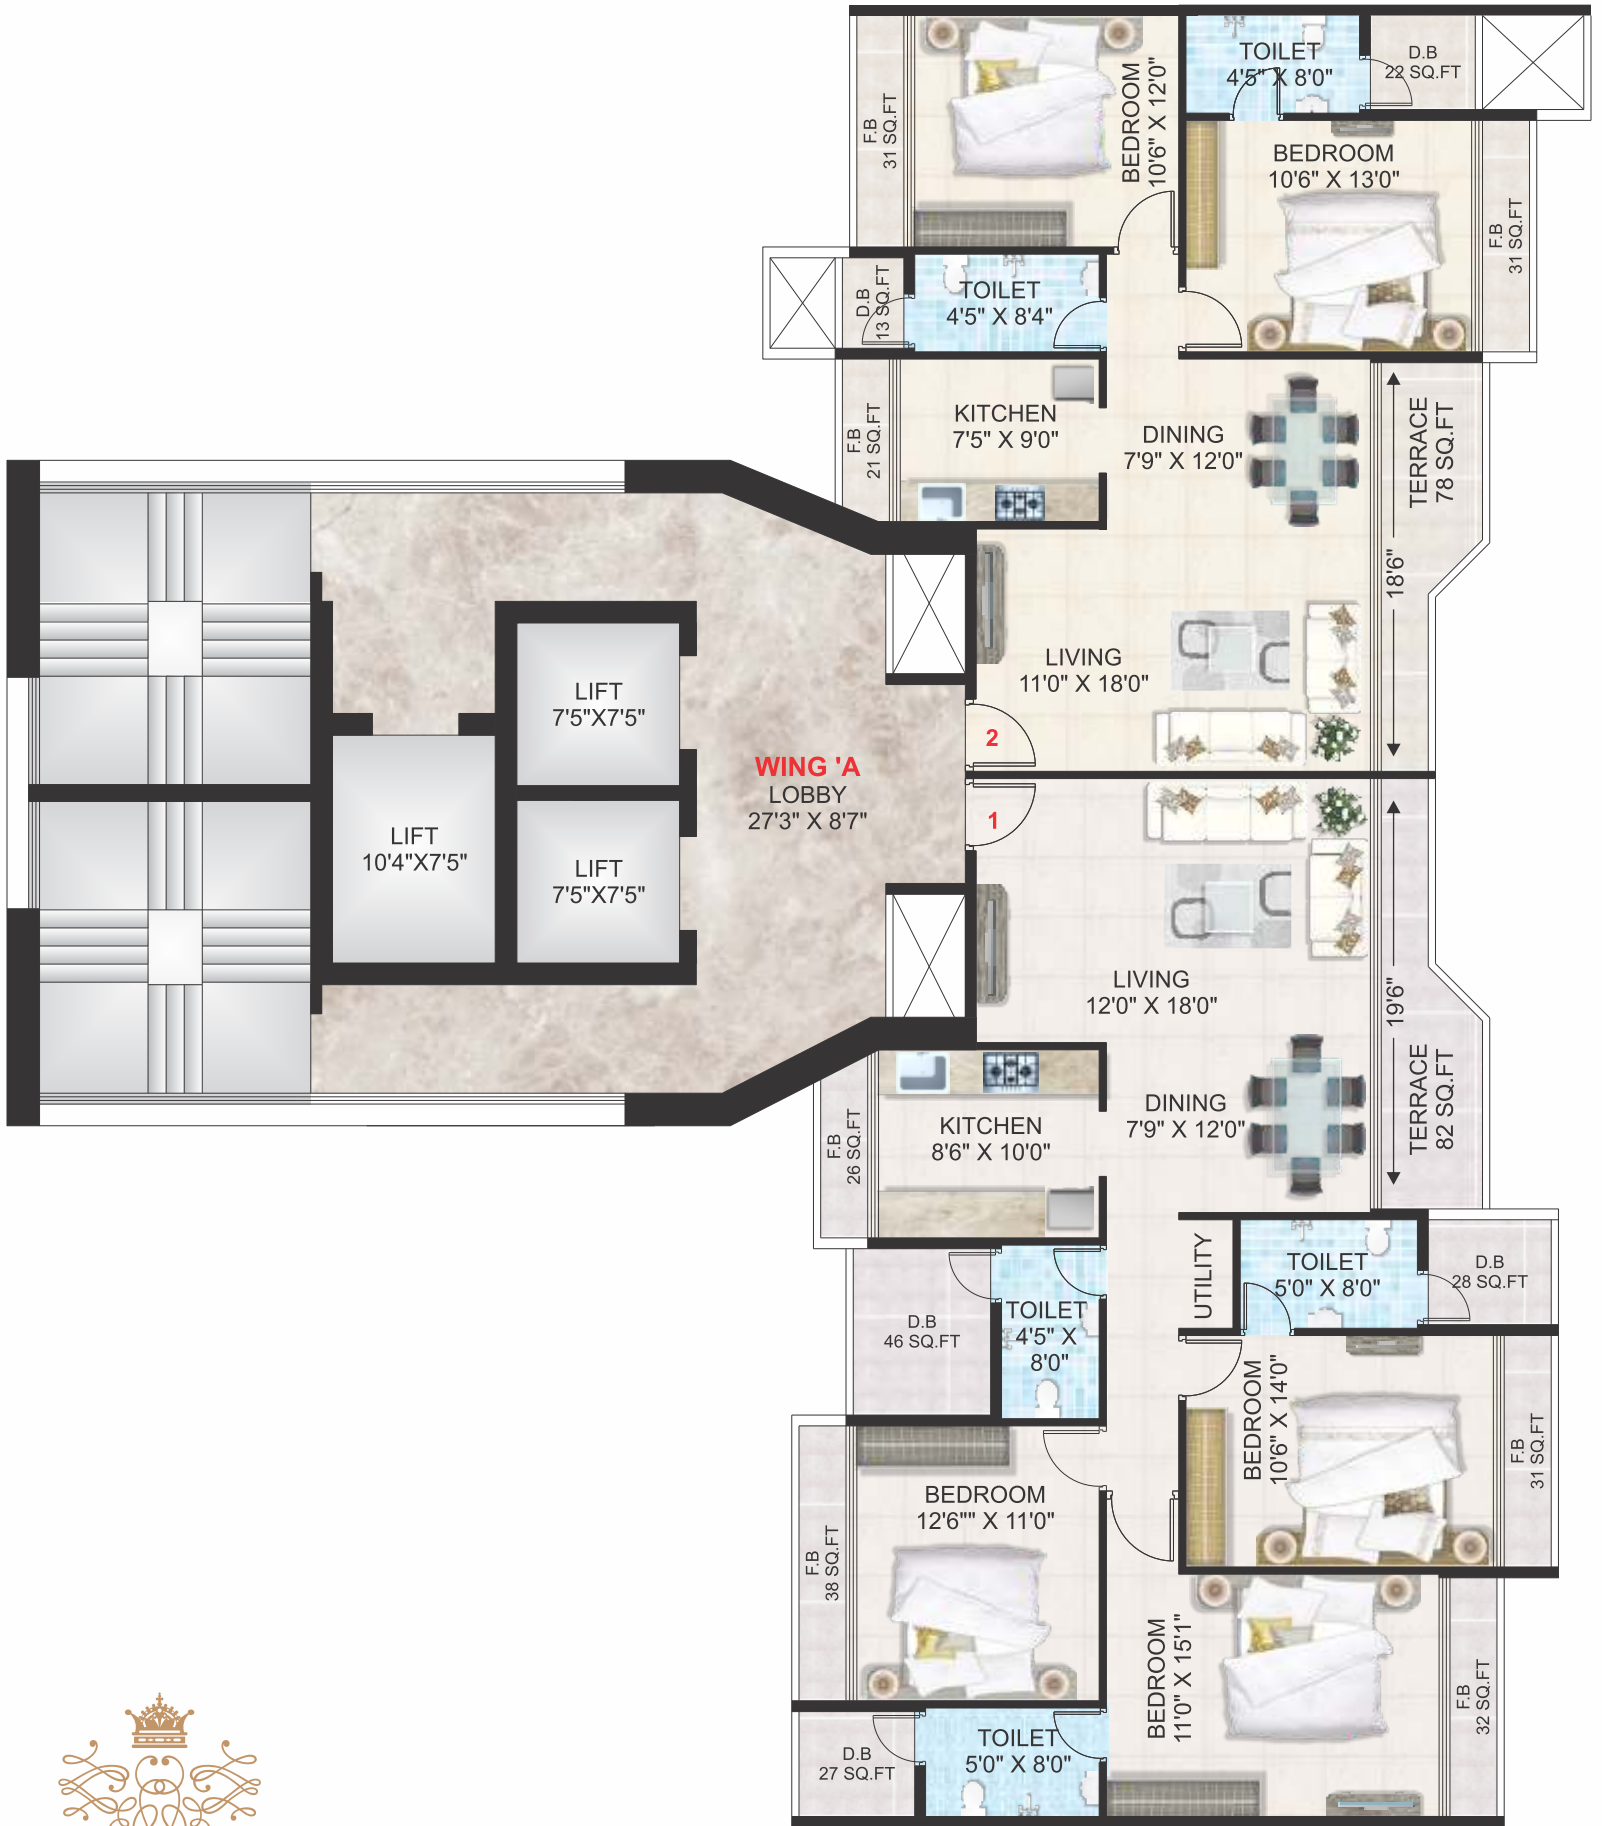 BEDROOM
10'6" X 12'0"
F.B
31 SQ.FT
TOILET
4'5" X 8'0"
D.B
22 SQ.FT
BEDROOM
10'6" X 13'0"
F.B
31 SQ.FT
D.B
13 SQ.FT
TOILET
4'5" X 8'4"
F.B
21 SQ.FT
KITCHEN
7'5" X 9'0"
DINING
7'9" X 12'0"
TERRACE
78 SQ.FT
18'6"
LIVING
11'0" X 18'0"
2
LIFT
7'5"X7'5"
WING 'A
LOBBY
27'3" X 8'7"
LIFT
10'4"X7'5"
LIFT
7'5"X7'5"
1
LIVING
12'0" X 18'0"
19'6"
TERRACE
82 SQ.FT
F.B
26 SQ.FT
KITCHEN
8'6" X 10'0"
DINING
7'9" X 12'0"
UTILITY
TOILET
5'0" X 8'0"
D.B
28 SQ.FT
D.B
46 SQ.FT
TOILET
4'5" X
8'0"
BEDROOM
10'6" X 14'0"
F.B
31 SQ.FT
F.B
38 SQ.FT
BEDROOM
12'6"" X 11'0"
BEDROOM
11'0" X 15'1"
F.B
32 SQ.FT
D.B
27 SQ.FT
TOILET
5'0" X 8'0"